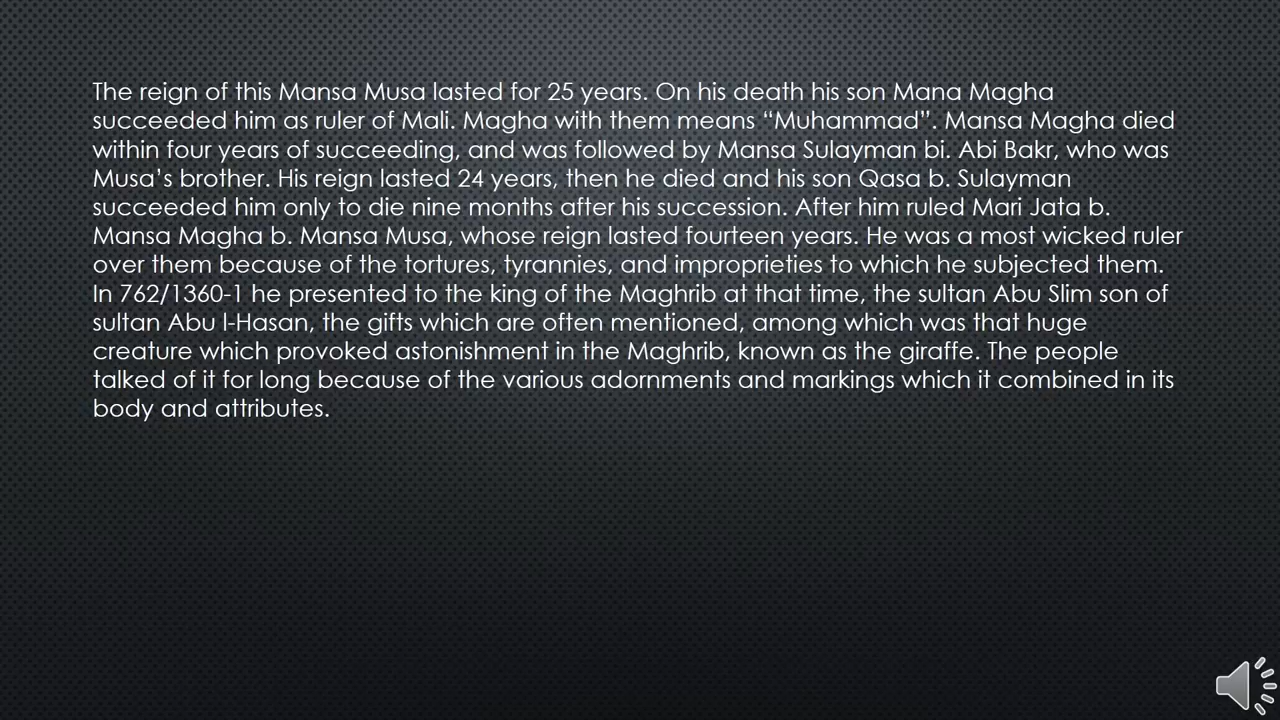 The reign of this Mansa Musa lasted for 25 years. On his death his son Mana Magha
succeeded him as ruler of Mali. Magha with them means “Muhammad”. Mansa Magha died
within four years of succeeding, and was followed by Mansa Sulayman bi. Abi Bakr, who was
Musa’s brother. His reign lasted 24 years, then he died and his son Qasa b. Sulayman
succeeded him only to die nine months after his succession. After him ruled Mari Jata b.
Mansa Magha b. Mansa Musa, whose reign lasted fourteen years. He was a most wicked ruler
over them because of the tortures, tyrannies, and improprieties to which he subjected them.
In 762/1360-1 he presented to the king of the Maghrib at that time, the sultan Abu Slim son of
sultan Abu l-Hasan, the gifts which are often mentioned, among which was that huge
creature which provoked astonishment in the Maghrib, known as the giraffe. The people
talked of it for long because of the various adornments and markings which it combined in its
body and attributes.